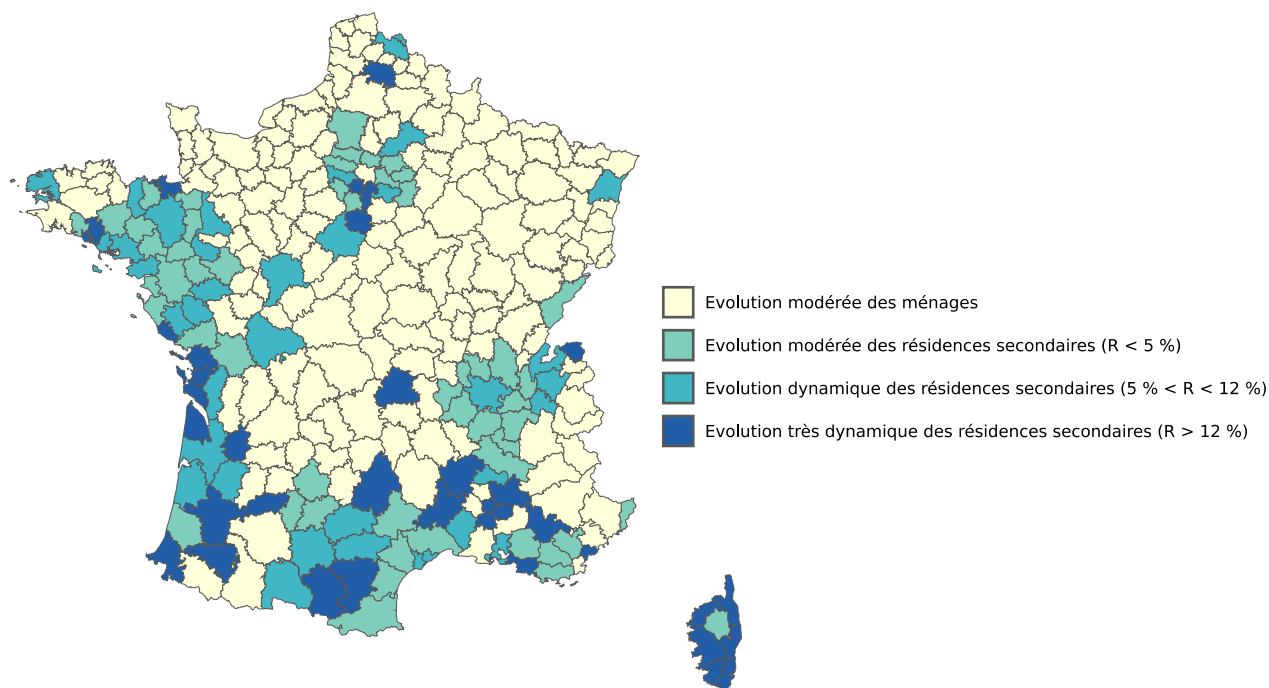 Evolution modérée des ménages
Evolution modérée des résidences secondaires (R < 5 %)
Evolution dynamique des résidences secondaires (5 % < R < 12 %)
Evolution très dynamique des résidences secondaires (R > 12 %)